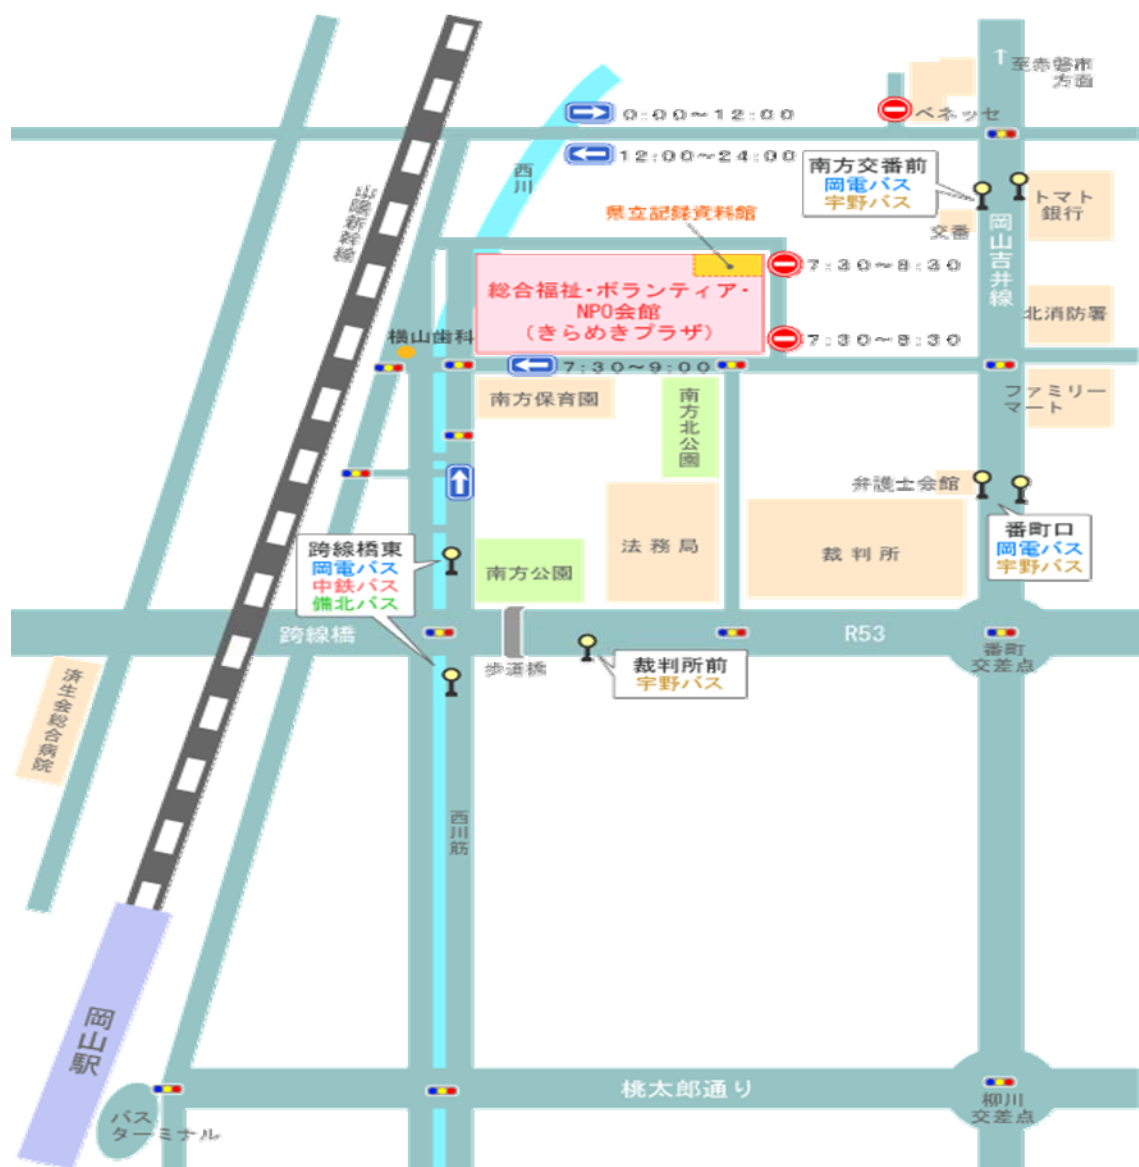 ↑
至赤磐市
方面
0:00~12:00
ベネッセ
12:00~24:00
南方交番前
岡電バス
宇野バス
西川
山陽新幹線
県立記録資料館
トマト
銀行
交番
岡山吉井線
7:30~8:30
総合福祉・ボランティア・
NPO会館
(きらめきプラザ)
北消防署
横山歯科
7:30~8:30
7:30~9:00
南方保育園
南方北公園
ファミリー
マート
弁護士会館
番町口
岡電バス
宇野バス
跨線橋東
岡電バス
中鉄バス
備北バス
南方公園
法務局
裁判所
跨線橋
R53
番町
交差点
歩道橋
裁判所前
宇野バス
済生会総合病院
西川筋
岡山駅
桃太郎通り
柳川
交差点
バス
ターミナル